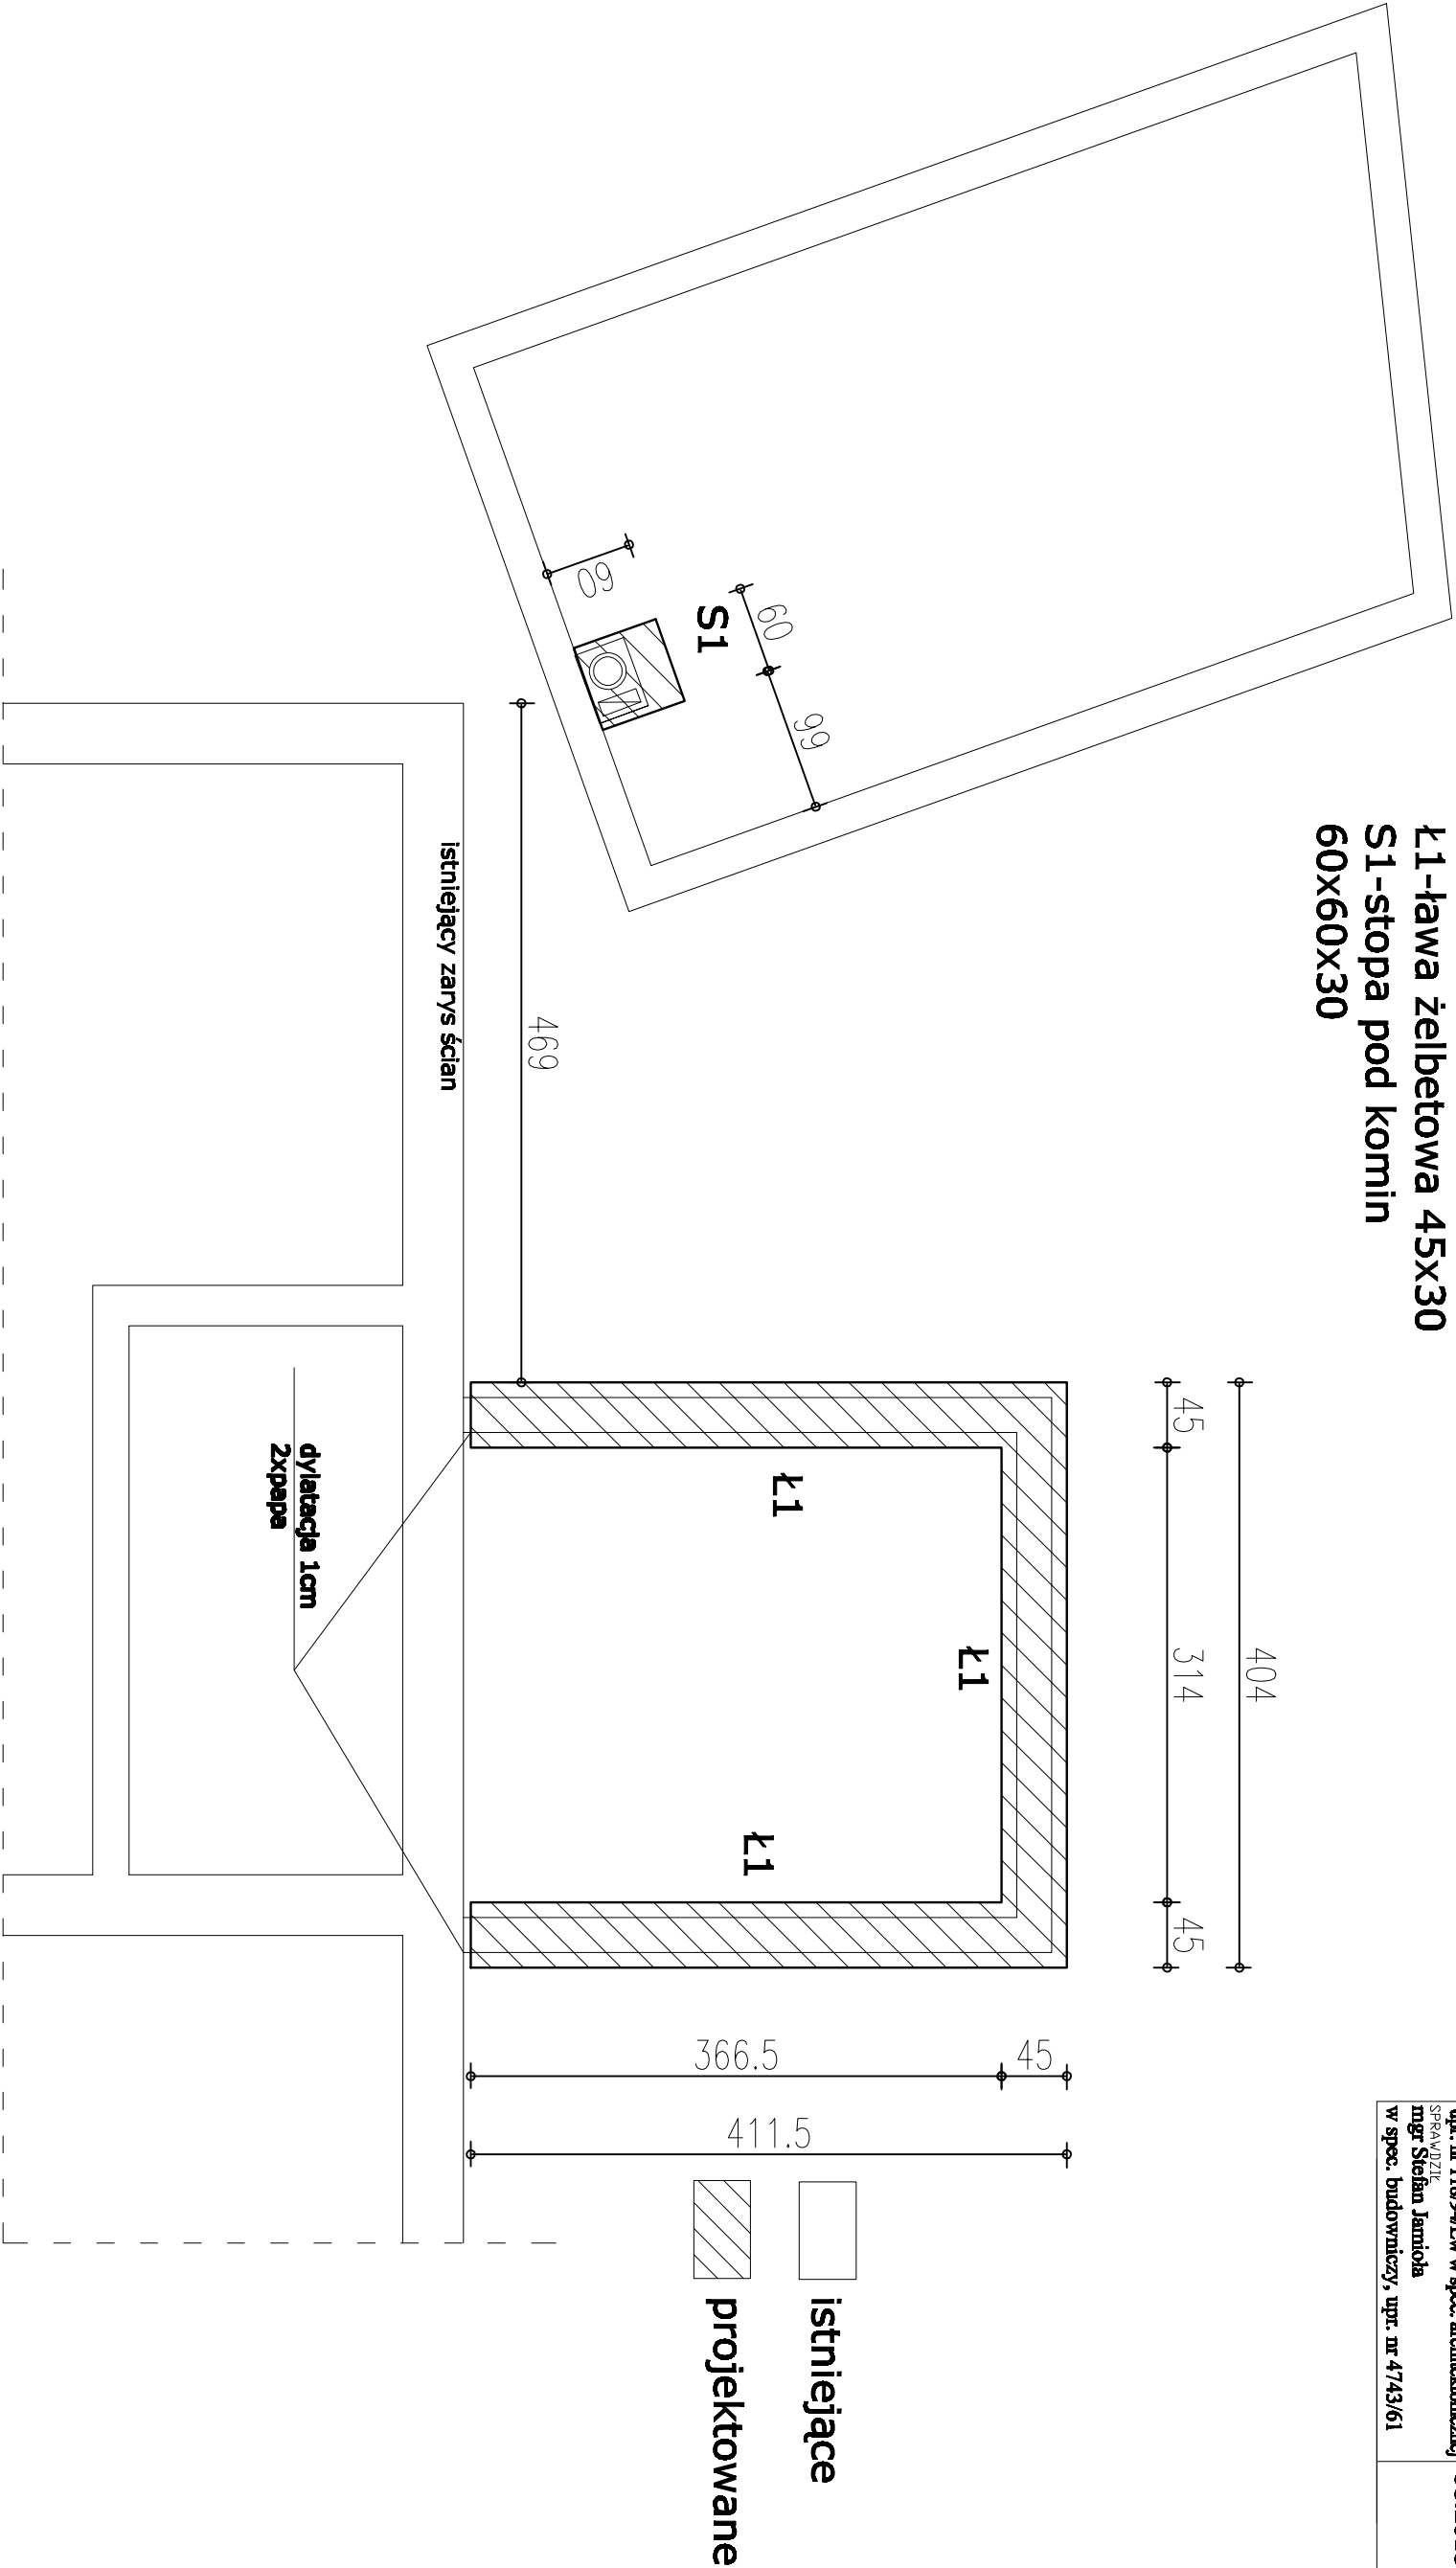 Ł1-ława żelbetowa 45x30
S1-stopa pod komin
60x60x30
404
45
314
45
Ł1
Ł1
Ł1
366.5
45
411.5
60
99
60
S1
469
istniejący zarys ścian
dylatacja 1cm
2xpapa
istniejące
projektowane
SPRAWDZIŁ
mgr Stefan Jamioła
w spec. budowniczy, upr. nr 4743/61